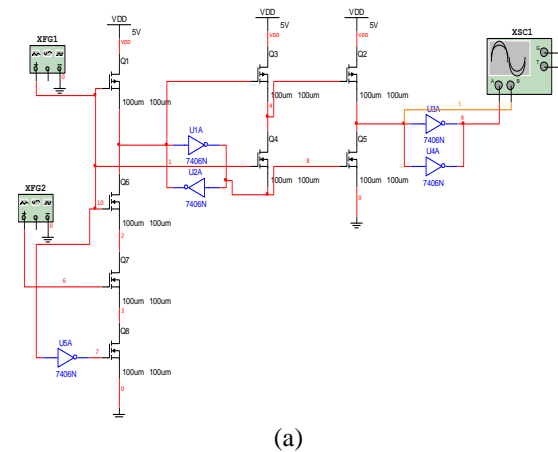 VDD
5V
VDD
Q1
100um 100um
XFG1
0
VDD
5V
VDD
Q3
100um 100um
4
VDD
5V
VDD
Q2
100um 100um
XSC1
G
T
A
B
5
U3A
7406N
9
U4A
7406N
U1A
7406N
U2A
7406N
1
Q4
100um 100um
8
Q5
100um 100um
0
XFG2
0
10
Q6
100um 100um
2
Q7
100um 100um
6
3
Q8
100um 100um
U5A
7406N
7
0
(a)